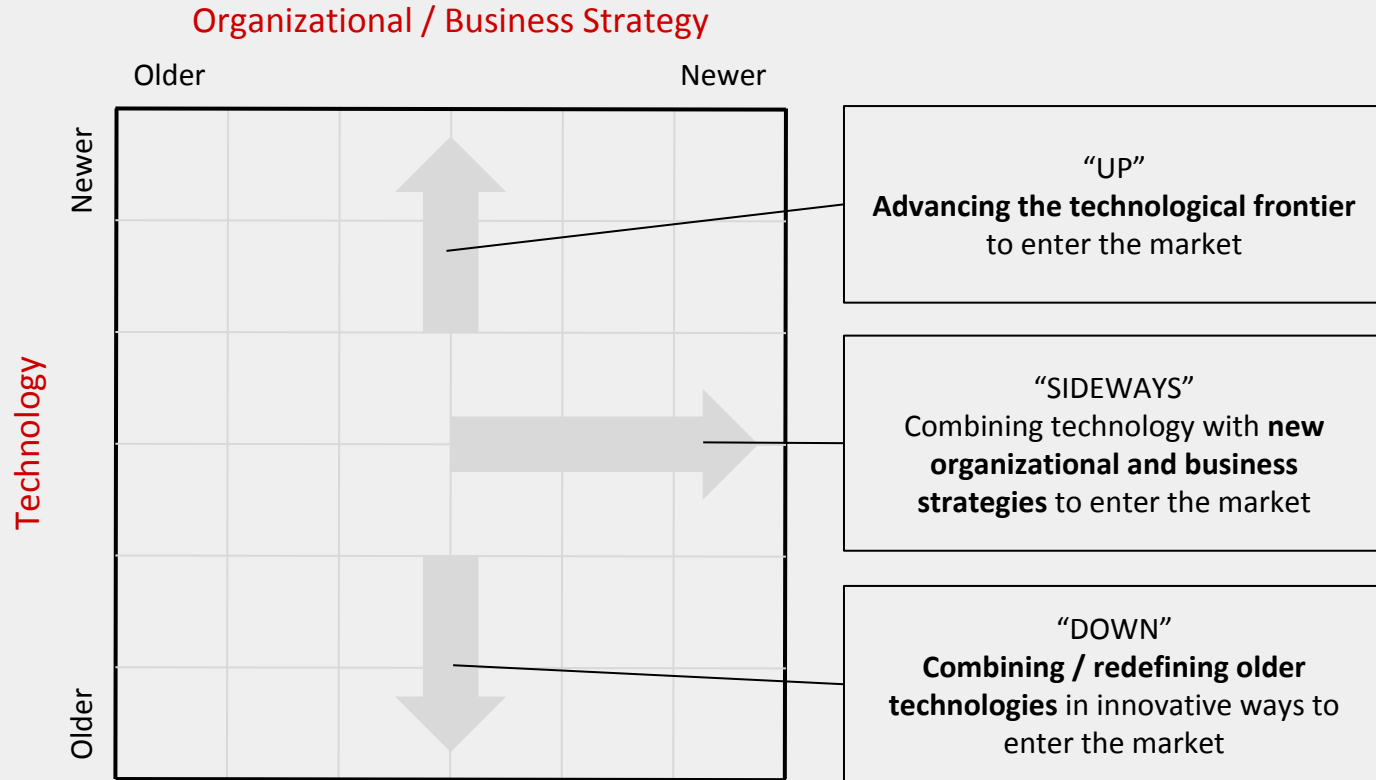 Organizational / Business Strategy
Older
Newer
Newer
Technology
Older
“UP”
Advancing the technological frontier
to enter the market
“SIDEWAYS”
Combining technology with new
organizational and business
strategies to enter the market
“DOWN”
Combining / redefining older
technologies in innovative ways to
enter the market